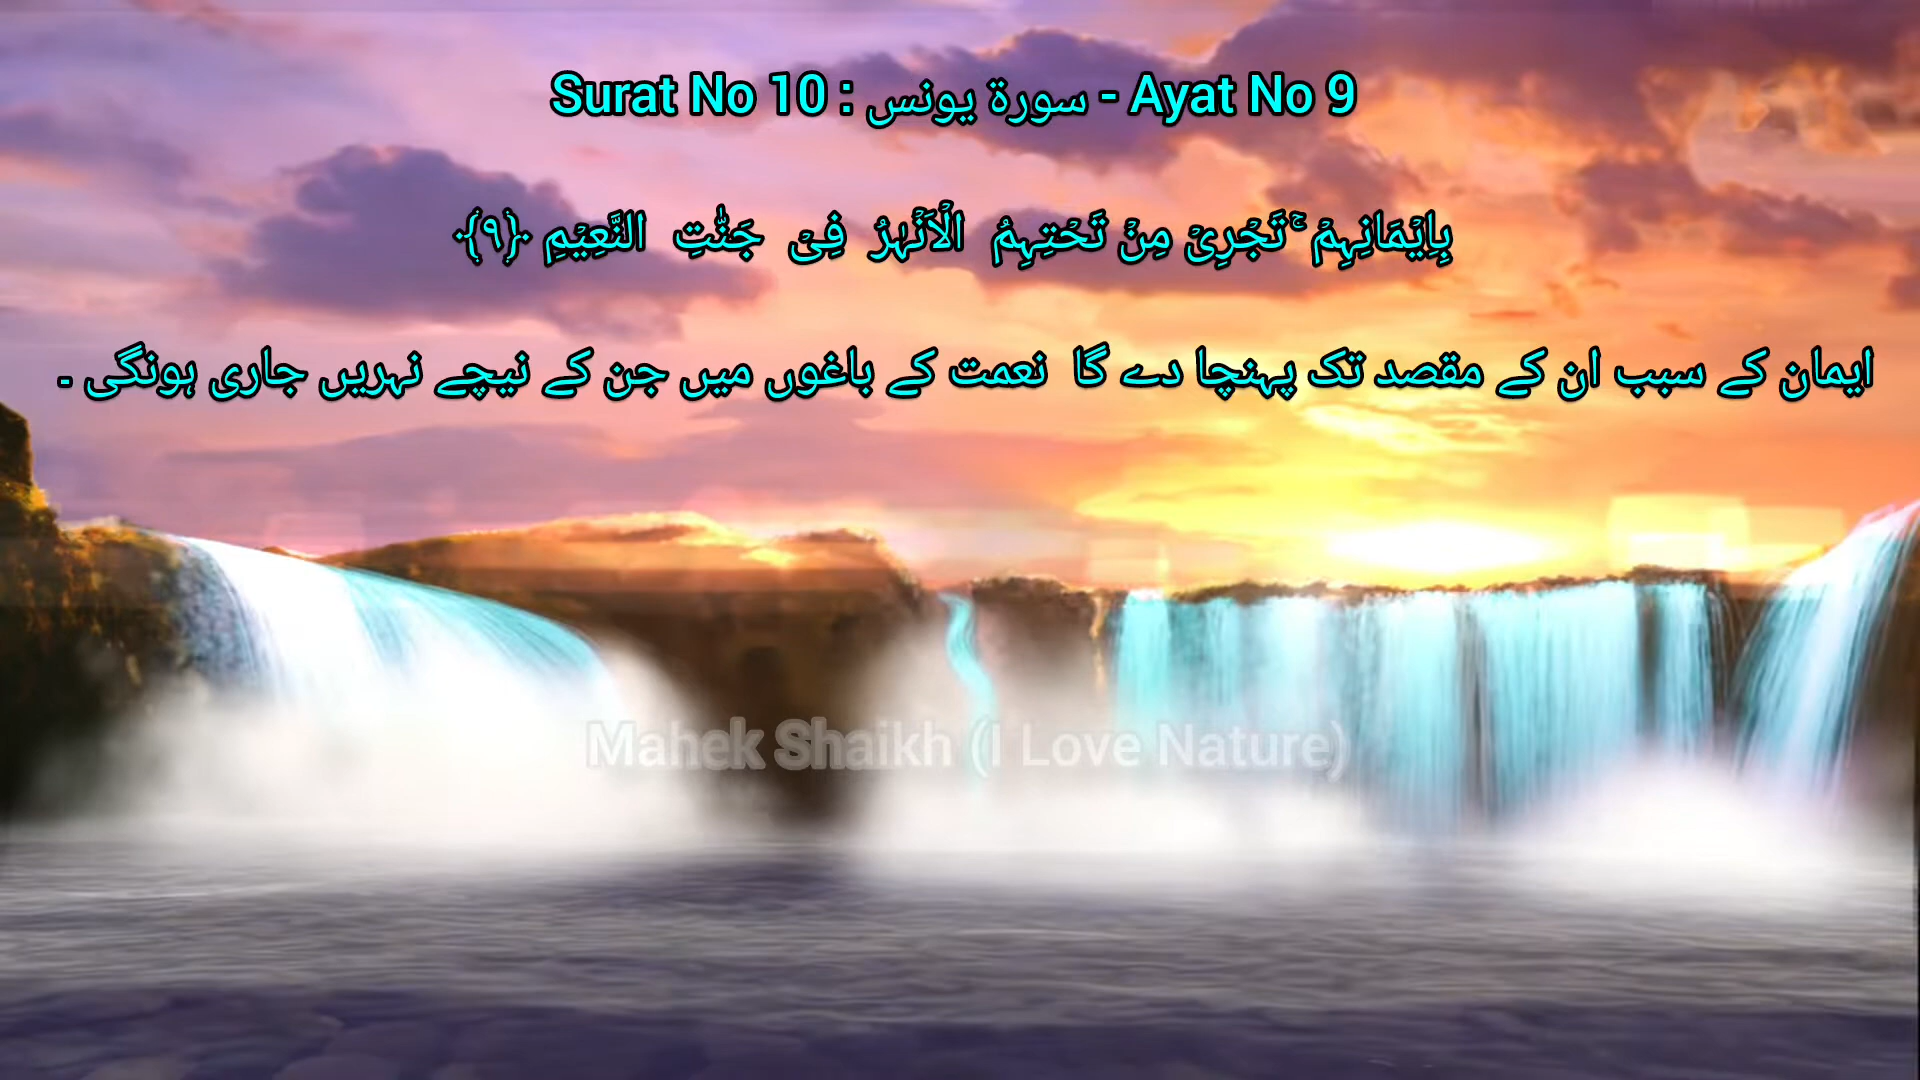 Surat No 10 : سورة يونس - Ayat No 9
بِاِیۡمَانِہِمۡ ۚ تَجۡرِیۡ مِنۡ تَحۡتِہِمُ الۡاَنۡہٰرُ فِیۡ جَنّٰتِ النَّعِیۡمِ ﴿۹﴾
ایمان کے سبب ان کے مقصد تک پہنچا دے گا نعمت کے باغوں میں جن کے نیچے نہریں جاری ہونگی ۔
Mahek Shaikh (I Love Nature)